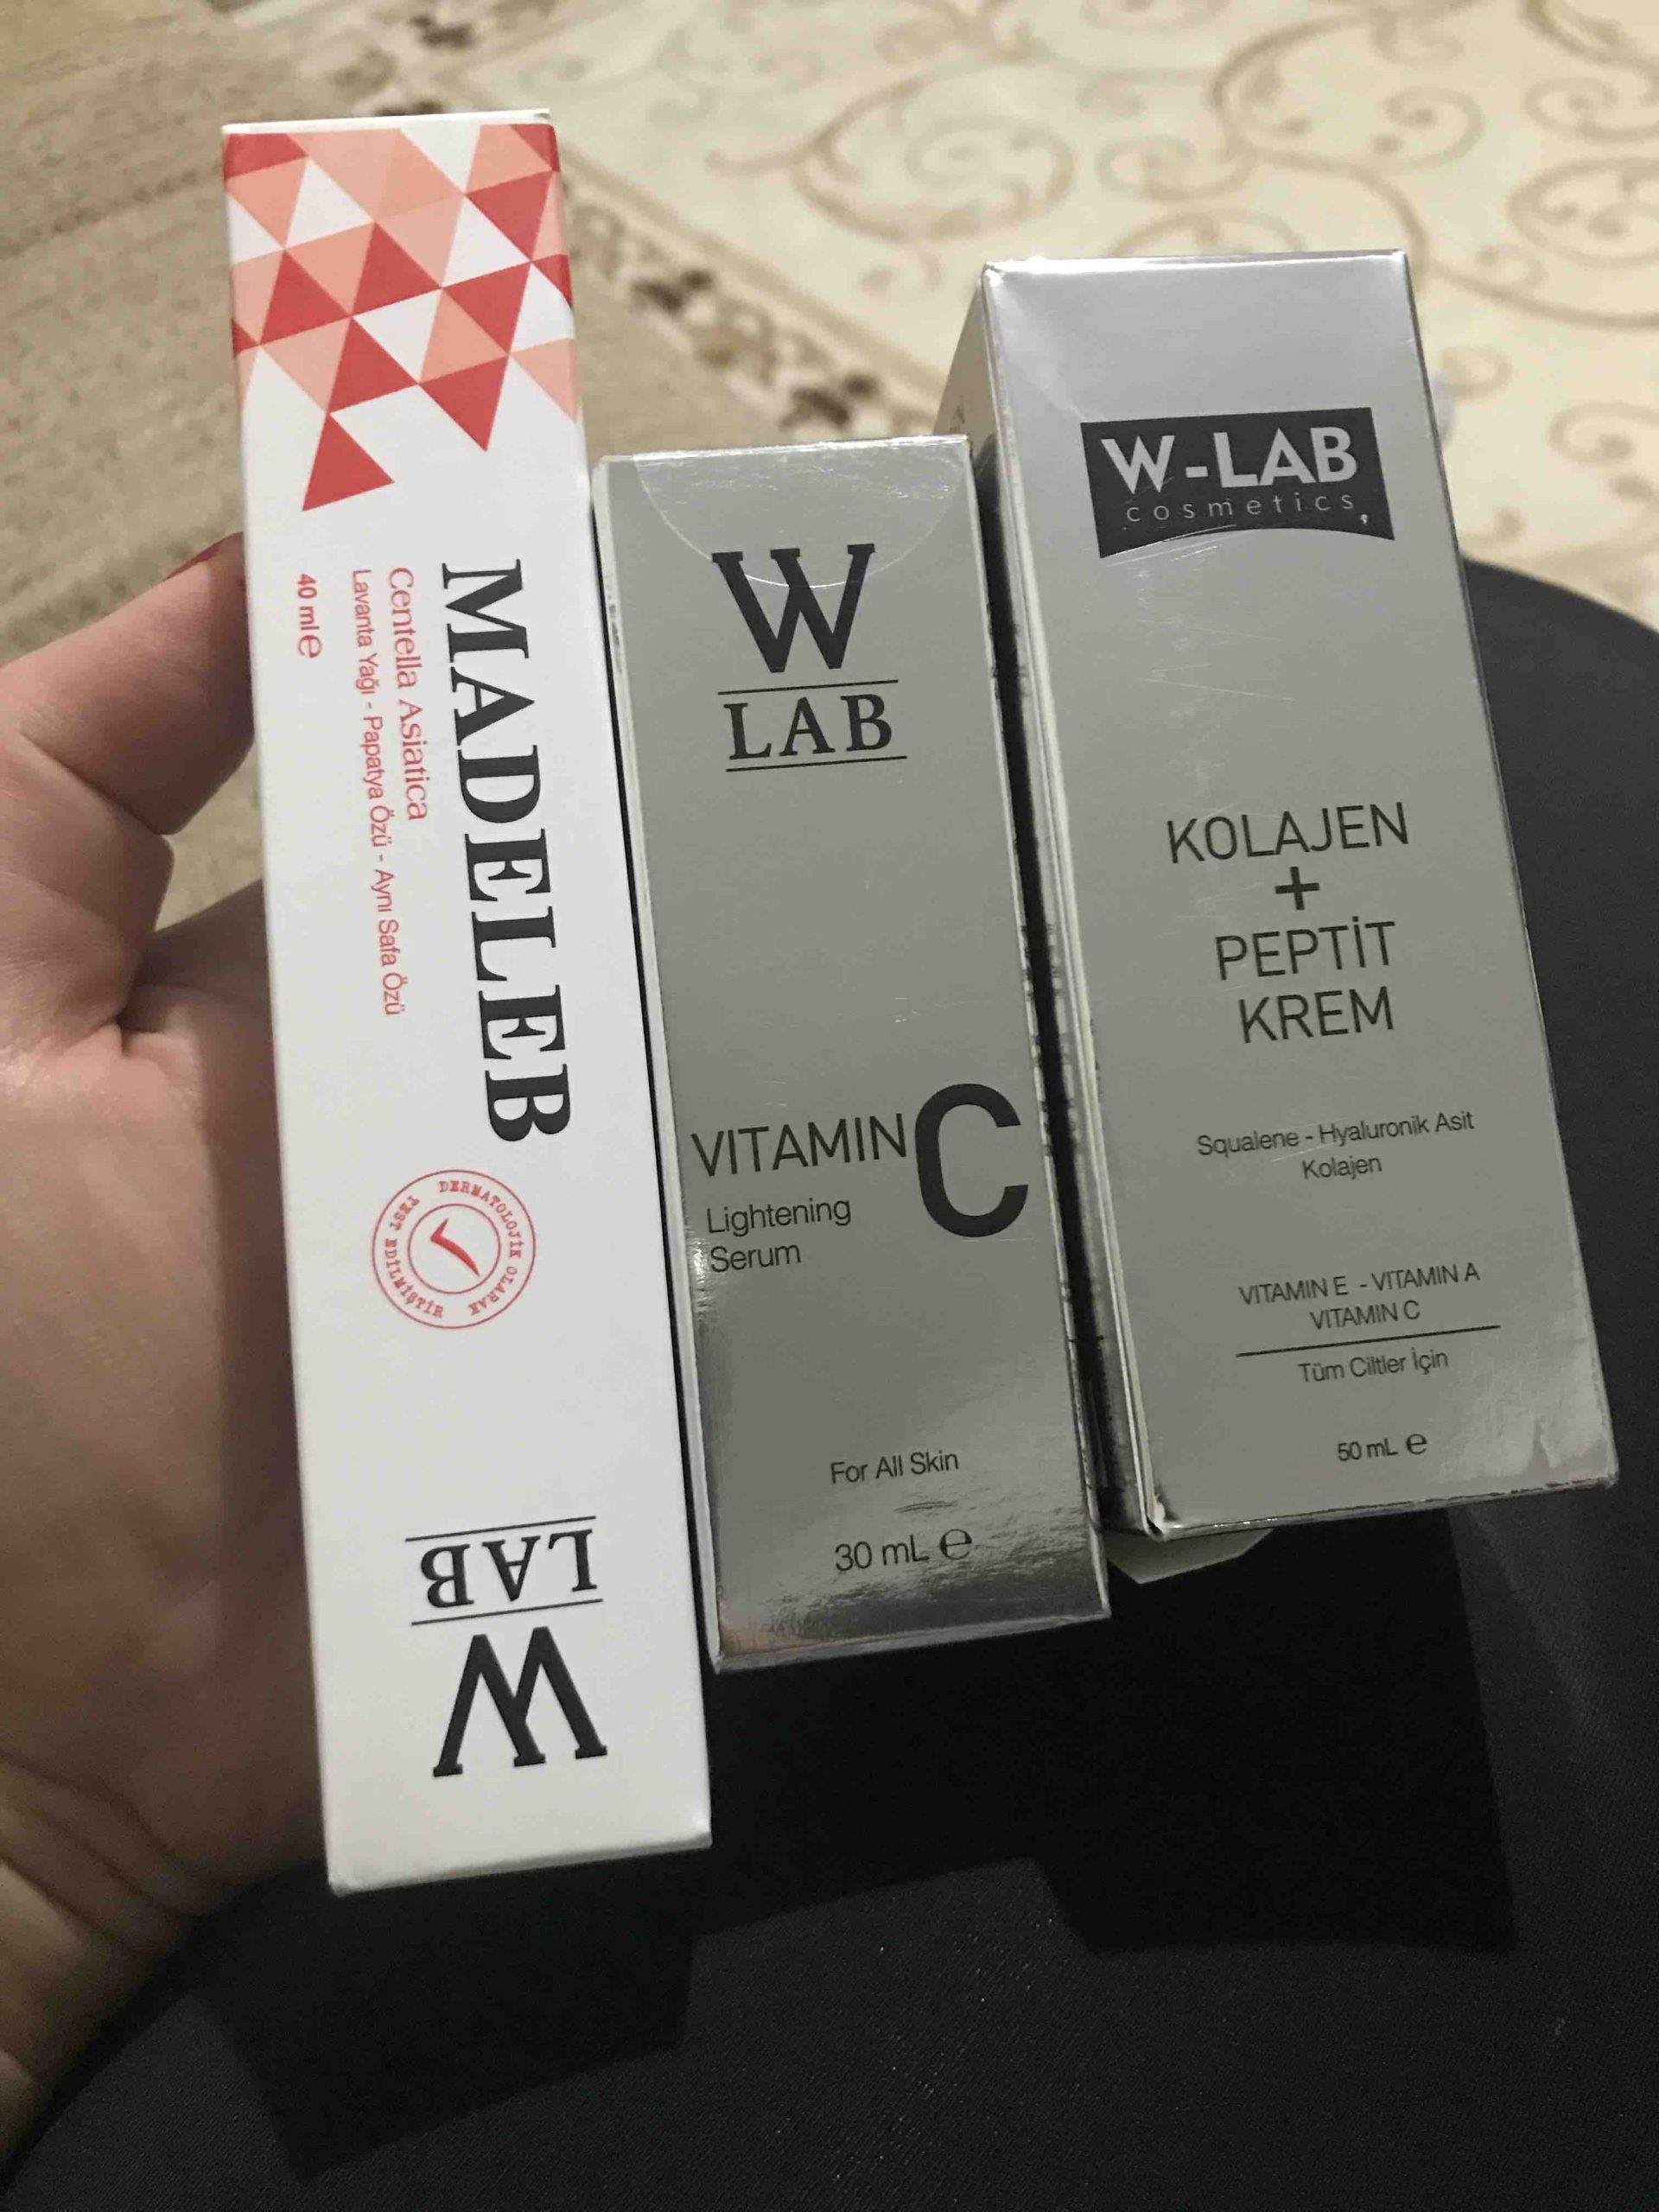 MADELEB
Centella Asiatica
Lavanta Yağı - Papatya Özü - Aynı Safa Özü
40 ml e
DERMATOLOJİK OLARAK TEST EDİLMİŞTİR
W
LAB
W
LAB
VITAMIN C
Lightening
Serum
For All Skin
30 mL e
W-LAB
cosmetics
KOLAJEN
+
PEPTİT
KREM
Squalene - Hyaluronik Asit
Kolajen
VITAMIN E - VITAMIN A
VITAMIN C
Tüm Ciltler İçin
50 mL e